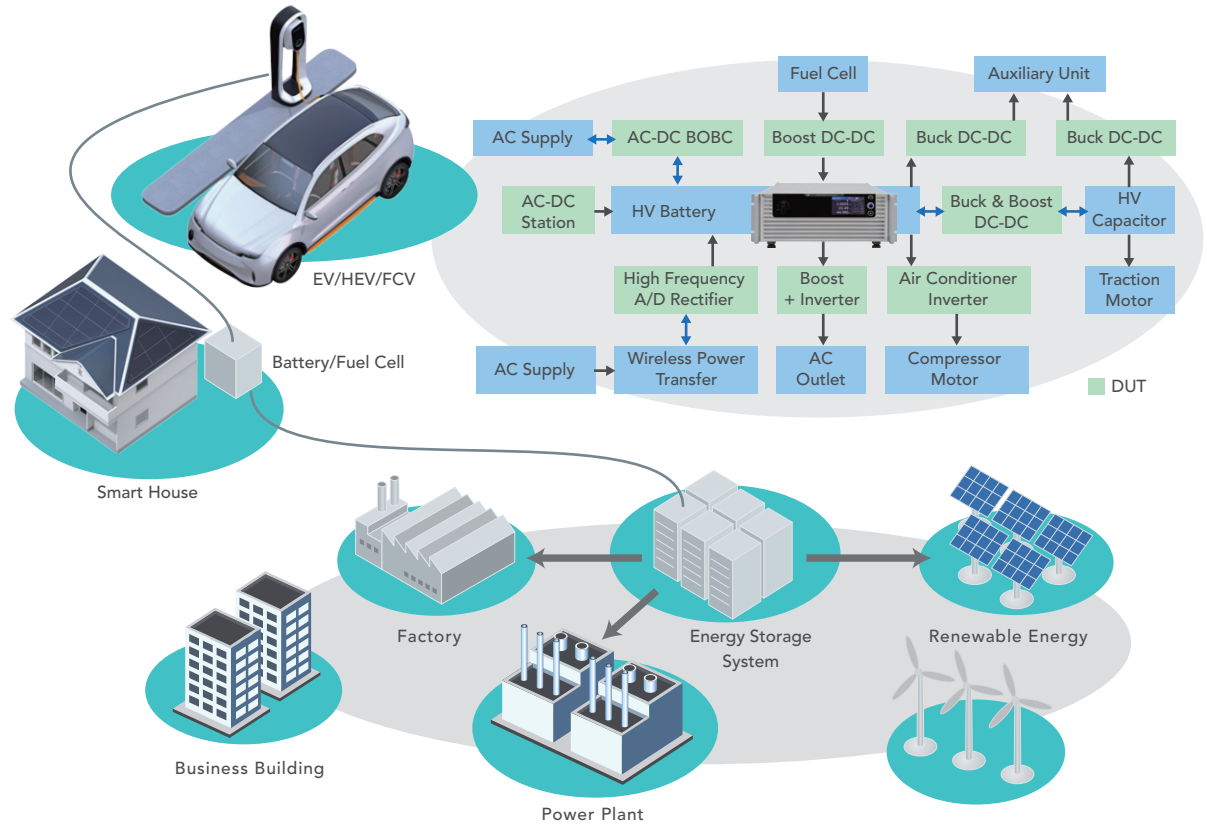 Fuel Cell
Auxiliary Unit
AC Supply
AC-DC BOBC
Boost DC-DC
Buck DC-DC
Buck DC-DC
AC-DC
Station
HV Battery
Buck & Boost
DC-DC
HV
Capacitor
High Frequency
A/D Rectifier
Boost
+ Inverter
Air Conditioner
Inverter
Traction
Motor
AC Supply
Wireless Power
Transfer
AC
Outlet
Compressor
Motor
DUT
EV/HEV/FCV
Battery/Fuel Cell
Smart House
Factory
Energy Storage
System
Renewable Energy
Business Building
Power Plant